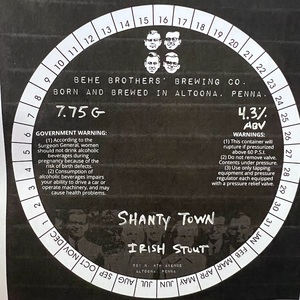 BEHE BROTHERS' BREWING CO.
BORN AND BREWED IN ALTOONA, PENNA.
7.75 G
4.3%
ABV
GOVERNMENT WARNING:
(1) According to the
Surgeon General, women
should not drink alcoholic
beverages during
pregnancy because of the
risk of birth defects.
(2) Consumption of
alcoholic beverages impairs
your ability to drive a car or
operate machinery, and may
cause health problems.
WARNINGS:
(1) This container will
rupture if pressurized
above 60 P.S.I.
(2) Do not remove valve.
Contents under pressure.
(3) Use only tapping
equipment and pressure
regulator each equipped
with a pressure relief valve.
SHANTY TOWN
IRISH STOUT
ALTOONA PENNA
1 2 3 4 5 6 7 8 9 10 11 12 13 14 15 16 17 18 19 20 21 22 23 24 25 26 27 28 29 30 31
JAN FEB MAR APR MAY JUN JUL AUG SEP OCT NOV DEC